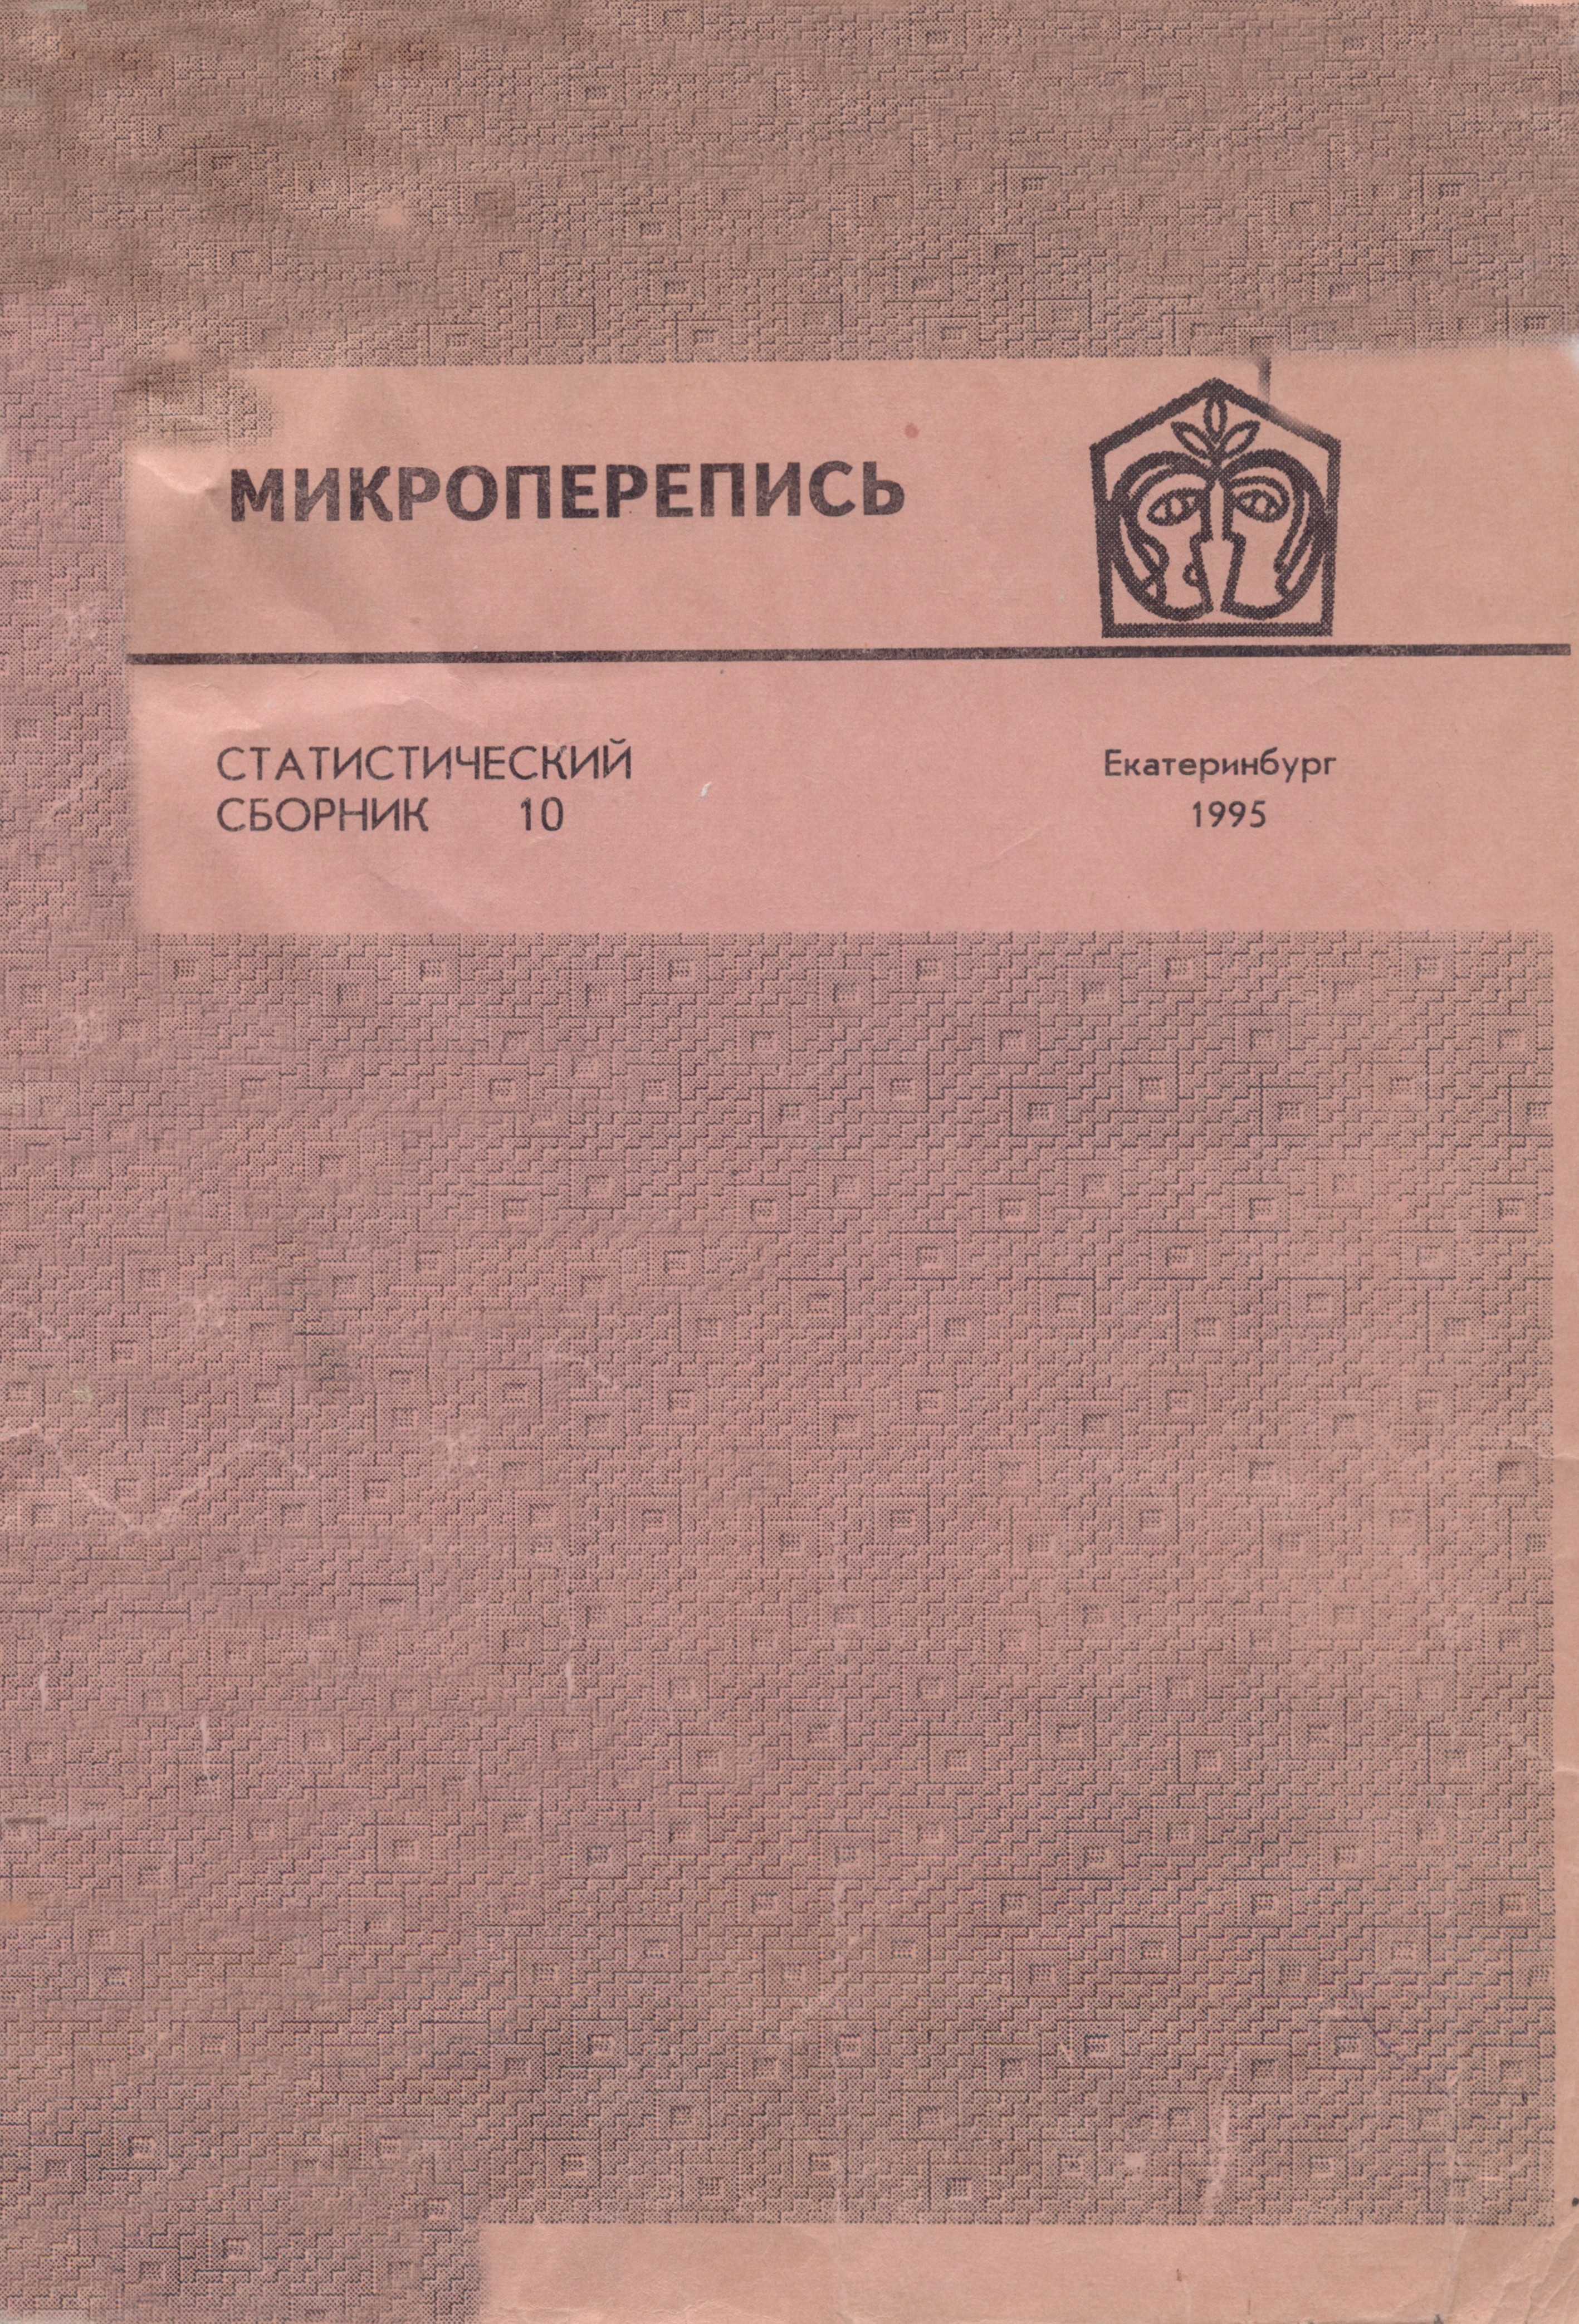 МИКРОПЕРЕПИСЬ
СТАТИСТИЧЕСКИЙ
СБОРНИК 10
Екатеринбург
1995